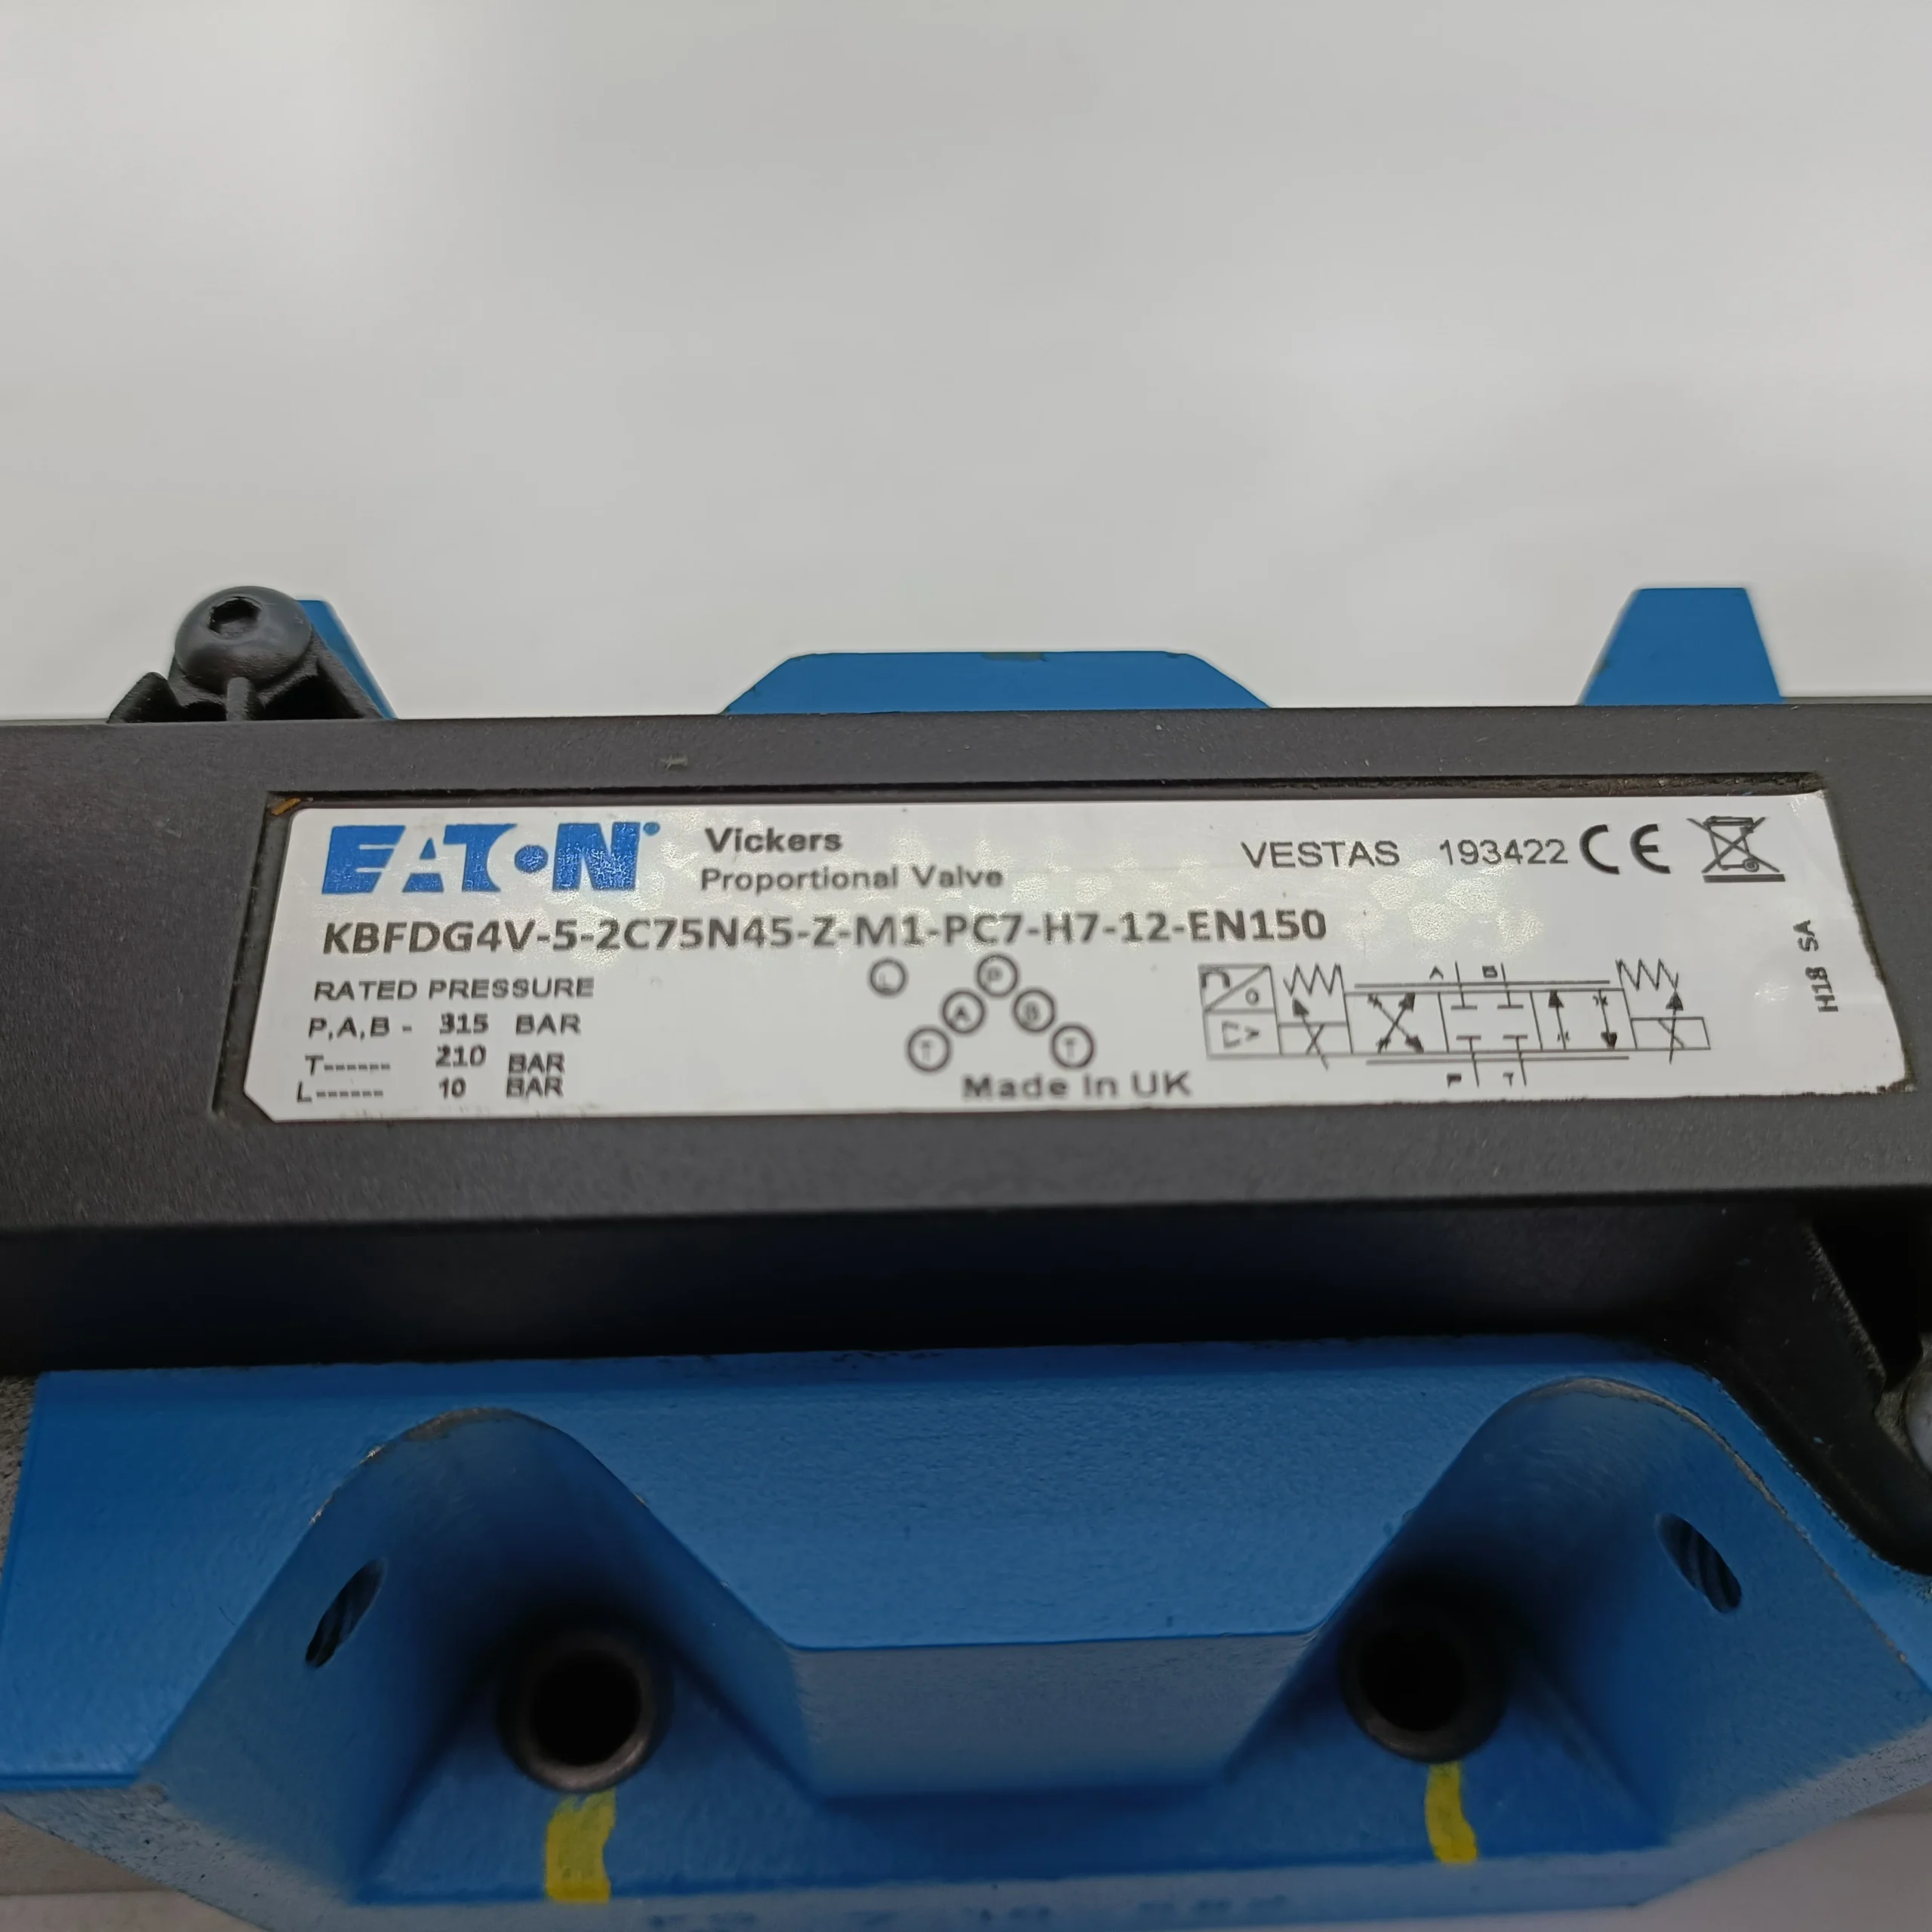 EATON
Vickers
Proportional Valve
VESTAS 193422 CE
KBFDG4V-5-2C75N45-Z-M1-PC7-H7-12-EN150
RATED PRESSURE
P,A,B - 315 BAR
T------ 210 BAR
L------ 10 BAR
L P
A B
T T
Made in UK
A B
P T
H18 SA